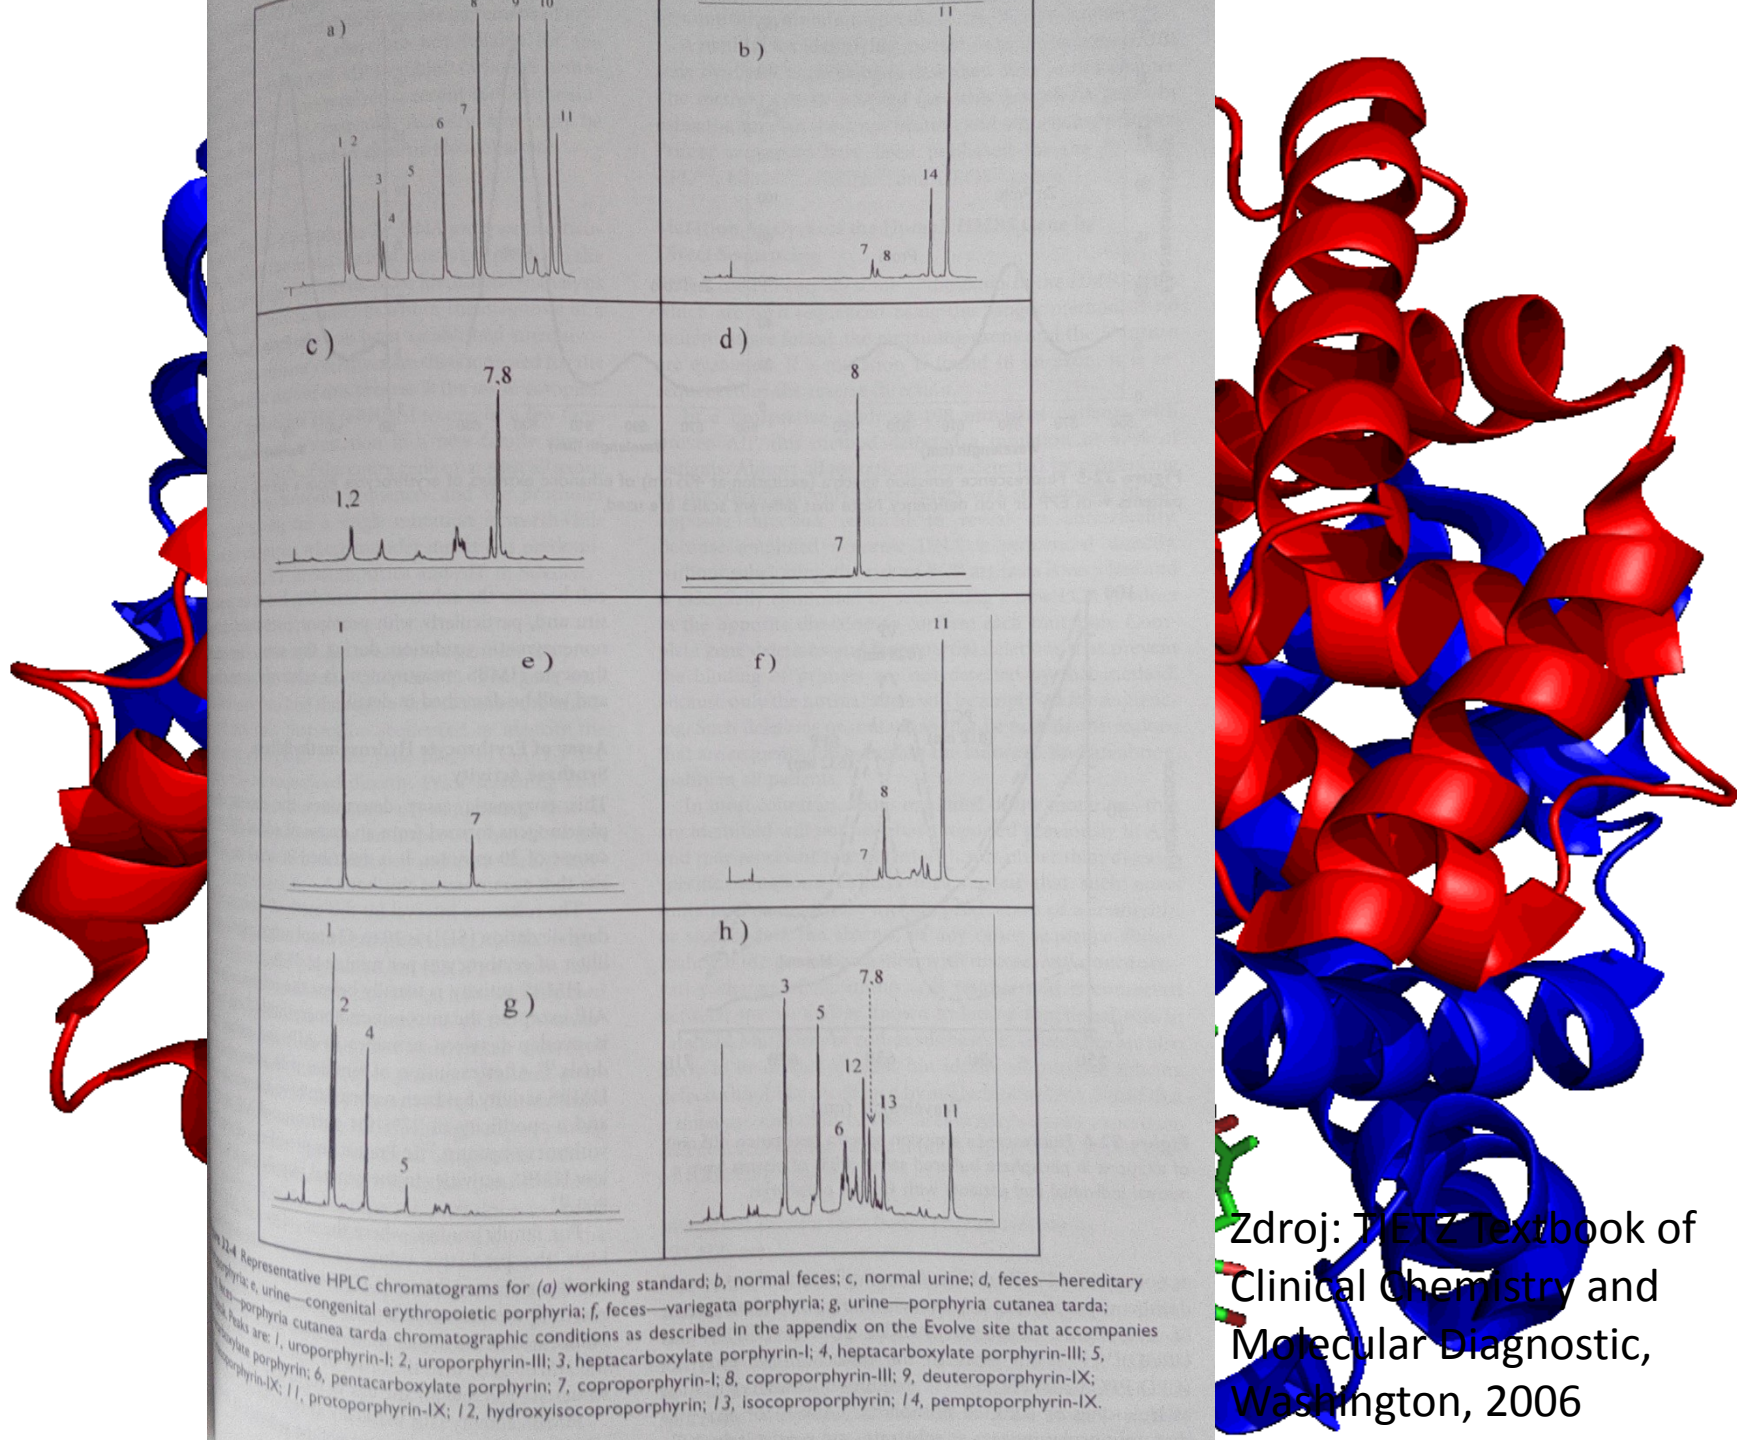 a )
8 9 10
1 2
3
4
5
6
7
11
b )
11
14
7
8
c )
7,8
1,2
d )
8
7
1
e )
7
f )
11
8
7
1
2
g )
4
5
h )
7,8
3
5
12
13
6
11
32-4 Representative HPLC chromatograms for (a) working standard; b, normal feces; c, normal urine; d, feces—hereditary
e, urine—congenital erythropoietic porphyria; f, feces—variegata porphyria; g, urine—porphyria cutanea tarda;
feces—porphyria cutanea tarda chromatographic conditions as described in the appendix on the Evolve site that accompanies
Peaks are: 1, uroporphyrin-I; 2, uroporphyrin-III; 3, heptacarboxylate porphyrin-I; 4, heptacarboxylate porphyrin-III; 5,
porphyrin; 6, pentacarboxylate porphyrin; 7, coproporphyrin-I; 8, coproporphyrin-III; 9, deuteroporphyrin-IX;
11, protoporphyrin-IX; 12, hydroxyisocoproporphyrin; 13, isocoproporphyrin; 14, pemptoporphyrin-IX.
Zdroj: TIETZ Textbook of
Clinical Chemistry and
Molecular Diagnostic,
Washington, 2006